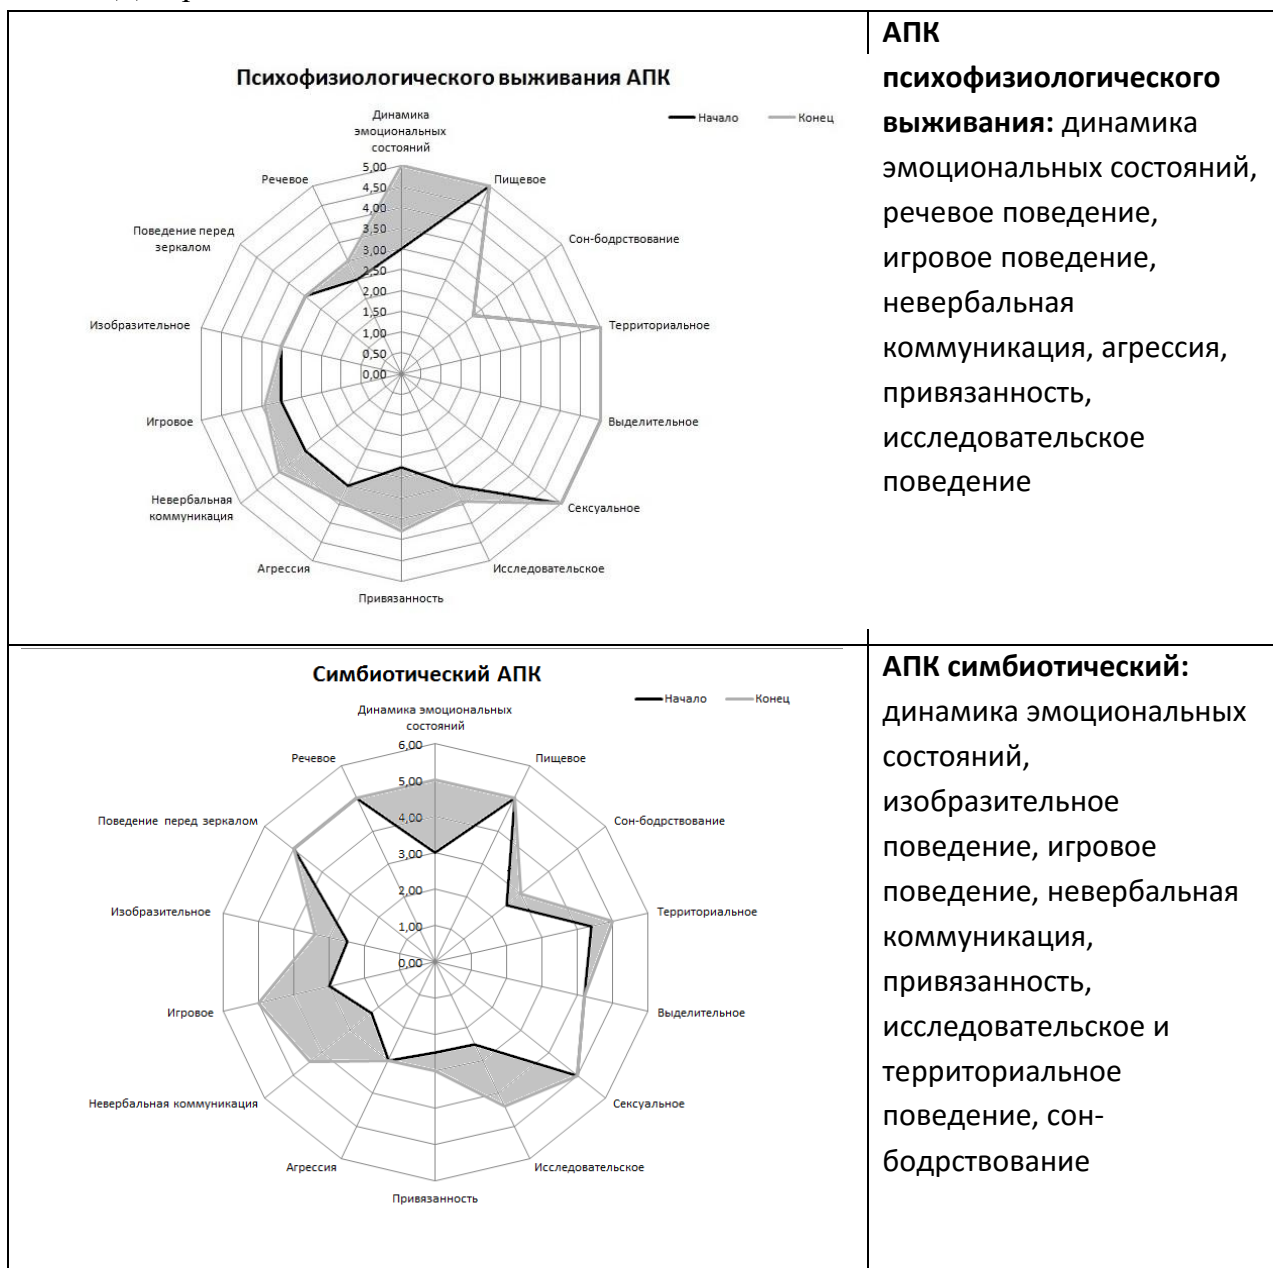 Психофизиологического выживания АПК
Начало
Конец
Динамика
эмоциональных
состояний
Пищевое
Сон-бодрствование
Территориальное
Выделительное
Сексуальное
Исследовательское
Привязанность
Агрессия
Невербальная
коммуникация
Игровое
Изобразительное
Поведение перед
зеркалом
Речевое
5,00
4,50
4,00
3,50
3,00
2,50
2,00
1,50
1,00
0,50
0,00
АПК
психофизиологического
выживания: динамика
эмоциональных состояний,
речевое поведение,
игровое поведение,
невербальная
коммуникация, агрессия,
привязанность,
исследовательское
поведение
Симбиотический АПК
Начало
Конец
Динамика эмоциональных
состояний
Пищевое
Сон-бодрствование
Территориальное
Выделительное
Сексуальное
Исследовательское
Привязанность
Агрессия
Невербальная коммуникация
Игровое
Изобразительное
Поведение перед зеркалом
Речевое
6,00
5,00
4,00
3,00
2,00
1,00
0,00
АПК симбиотический:
динамика эмоциональных
состояний,
изобразительное
поведение, игровое
поведение, невербальная
коммуникация,
привязанность,
исследовательское и
территориальное
поведение, сон-
бодрствование